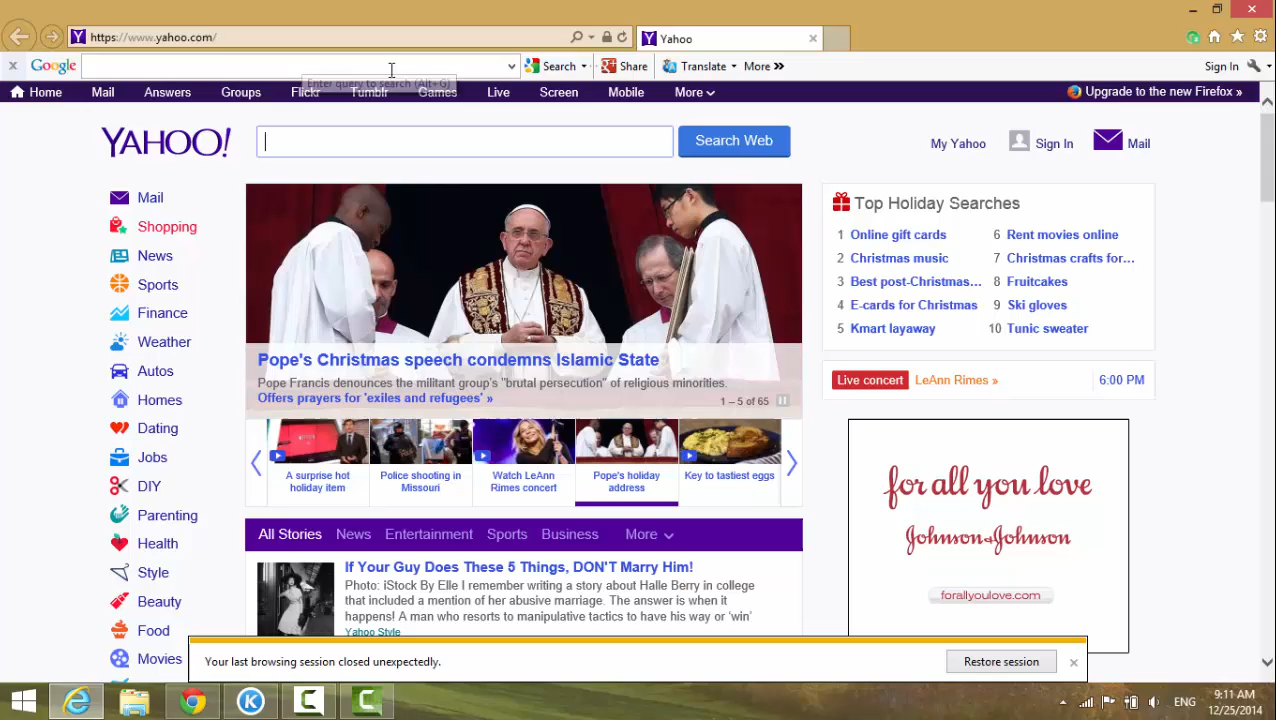 https://www.yahoo.com/
Yahoo
Google
Search
Share
Translate
More »
Sign In
Enter query to search (Alt+G)
Home
Mail
Answers
Groups
Flickr
Tumblr
Games
Live
Screen
Mobile
More
Upgrade to the new Firefox »
YAHOO!
Search Web
My Yahoo
Sign In
Mail
Mail
Shopping
News
Sports
Finance
Weather
Autos
Homes
Dating
Jobs
DIY
Parenting
Health
Style
Beauty
Food
Movies
Pope's Christmas speech condemns Islamic State
Pope Francis denounces the militant group's "brutal persecution" of religious minorities.
Offers prayers for 'exiles and refugees' »
1 – 5 of 65
A surprise hot
holiday item
Police shooting in
Missouri
Watch LeAnn
Rimes concert
Pope's holiday
address
Key to tastiest eggs
All Stories
News
Entertainment
Sports
Business
More
If Your Guy Does These 5 Things, DON'T Marry Him!
Photo: iStock By Elle I remember writing a story about Halle Berry in college
that included a mention of her abusive marriage. The answer is when it
happens! A man who resorts to manipulative tactics to have his way or 'win'
Yahoo Style
Top Holiday Searches
1 Online gift cards
2 Christmas music
3 Best post-Christmas...
4 E-cards for Christmas
5 Kmart layaway
6 Rent movies online
7 Christmas crafts for...
8 Fruitcakes
9 Ski gloves
10 Tunic sweater
Live concert
LeAnn Rimes »
6:00 PM
for all you love
Johnson & Johnson
forallyoulove.com
Your last browsing session closed unexpectedly.
Restore session
ENG
9:11 AM
12/25/2014